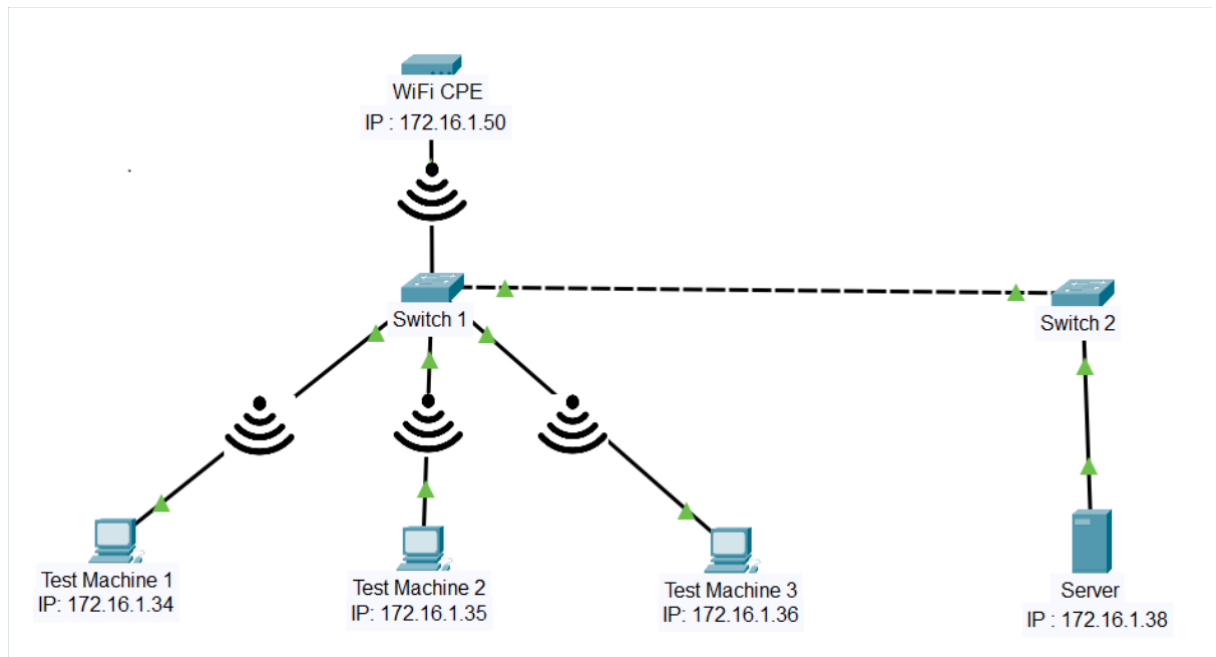 WiFi CPE
IP : 172.16.1.50
Switch 1
Switch 2
Test Machine 1
IP: 172.16.1.34
Test Machine 2
IP: 172.16.1.35
Test Machine 3
IP: 172.16.1.36
Server
IP : 172.16.1.38